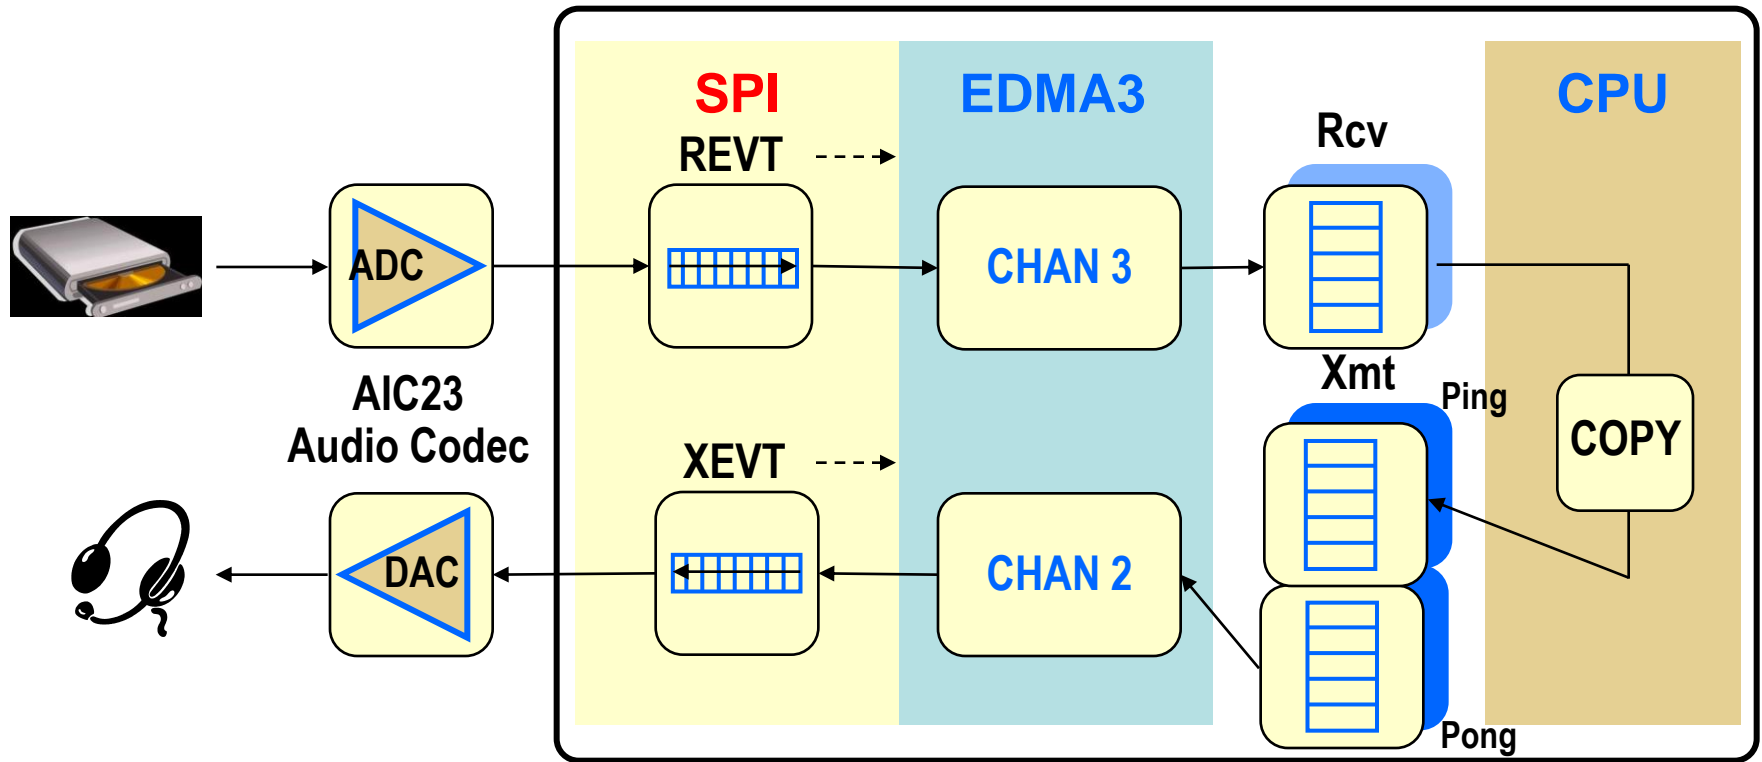 SPI
EDMA3
CPU
REVT
Rcv
ADC
CHAN 3
AIC23
Audio Codec
Xmt
Ping
COPY
XEVT
DAC
CHAN 2
Pong